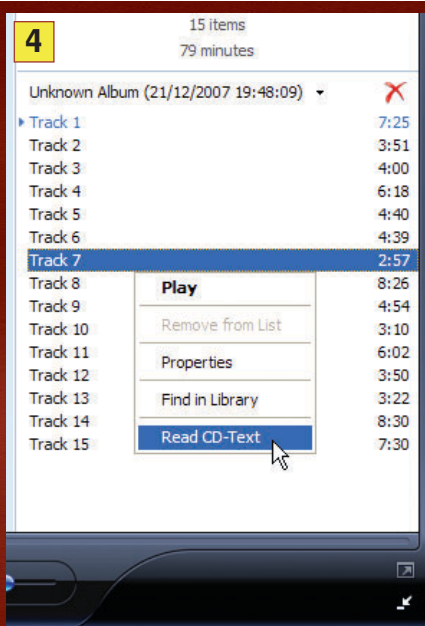 4
15 items
79 minutes
Unknown Album (21/12/2007 19:48:09)
Track 1 7:25
Track 2 3:51
Track 3 4:00
Track 4 6:18
Track 5 4:40
Track 6 4:39
Track 7 2:57
Track 8 8:26
Track 9 4:54
Track 10 3:10
Track 11 6:02
Track 12 3:50
Track 13 3:22
Track 14 8:30
Track 15 7:30
Play
Remove from List
Properties
Find in Library
Read CD-Text